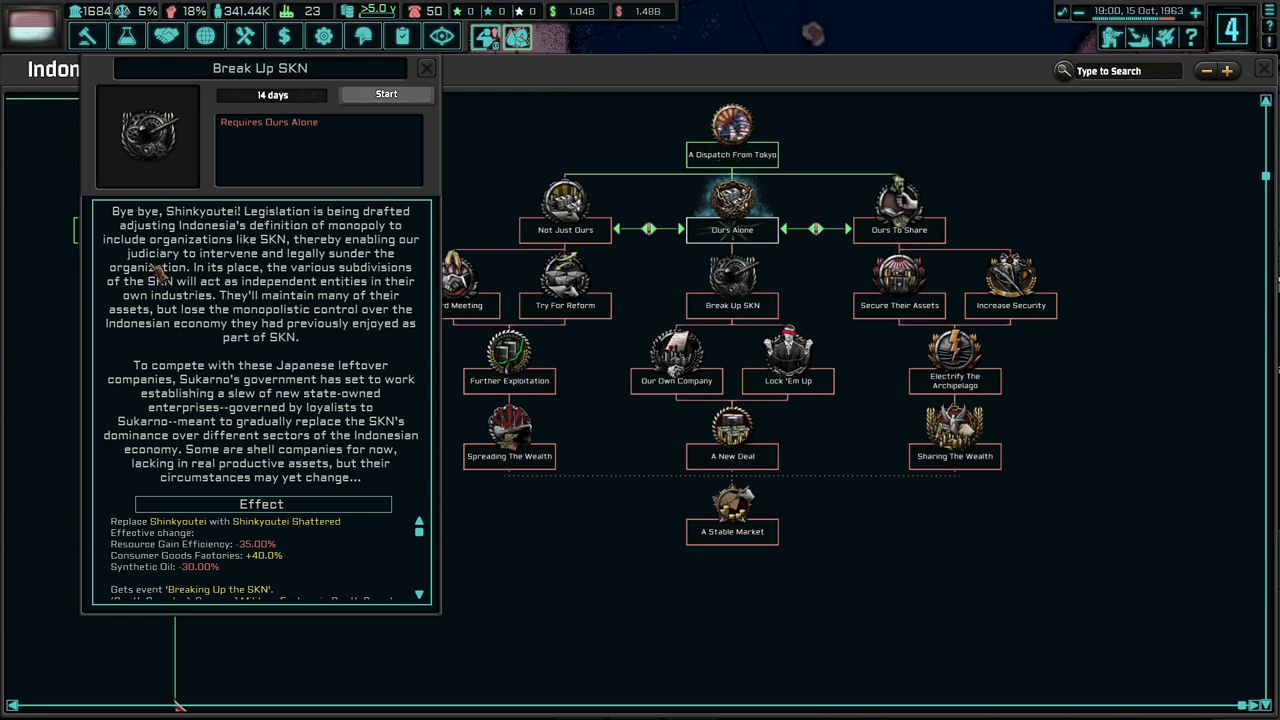 1684 6% 18% 341.44K 23 >5.0 y 50 0 0 0 1.04B 1.48B
19:00, 15 Oct, 1963
4
Indon
Break Up SKN
Type to Search
14 days
Start
Requires Ours Alone
A Dispatch From Tokyo
Not Just Ours
Ours Alone
Ours To Share
rd Meeting
Try For Reform
Break Up SKN
Secure Their Assets
Increase Security
Further Exploitation
Our Own Company
Lock 'Em Up
Electrify The
Archipelago
Spreading The Wealth
A New Deal
Sharing The Wealth
A Stable Market
Bye bye, Shinkyoutei! Legislation is being drafted
adjusting Indonesia's definition of monopoly to
include organizations like SKN, thereby enabling our
judiciary to intervene and legally sunder the
organization. In its place, the various subdivisions
of the SKN will act as independent entities in their
own industries. They'll maintain many of their
assets, but lose the monopolistic control over the
Indonesian economy they had previously enjoyed as
part of SKN.
To compete with these Japanese leftover
companies, Sukarno's government has set to work
establishing a slew of new state-owned
enterprises--governed by loyalists to
Sukarno--meant to gradually replace the SKN's
dominance over different sectors of the Indonesian
economy. Some are shell companies for now,
lacking in real productive assets, but their
circumstances may yet change...
Effect
Replace Shinkyoutei with Shinkyoutei Shattered
Effective change:
Resource Gain Efficiency: -35.00%
Consumer Goods Factories: +40.0%
Synthetic Oil: -30.00%
Gets event 'Breaking Up the SKN'.